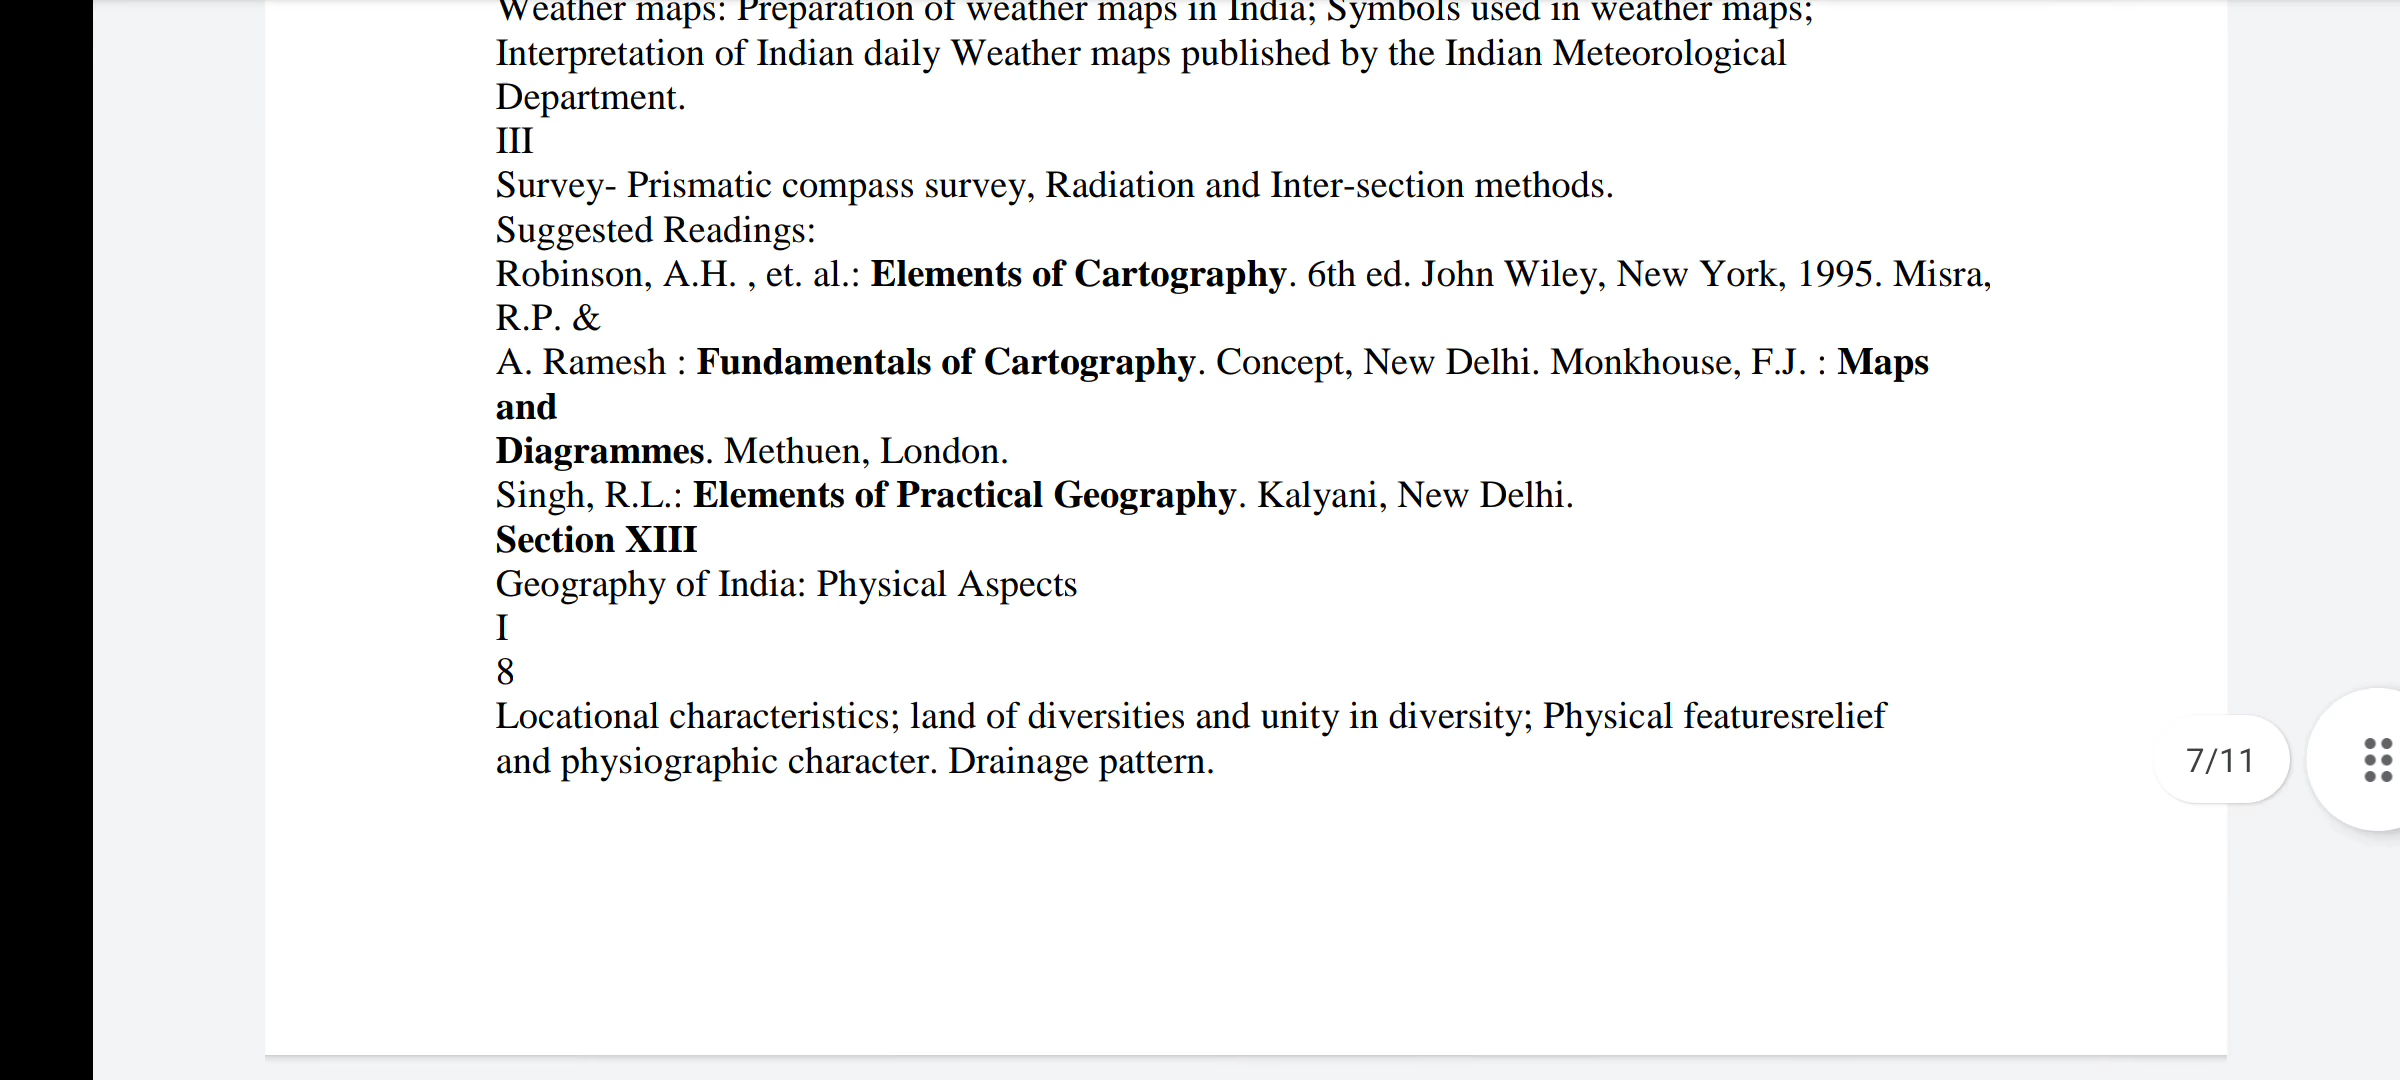 Weather maps: Preparation of weather maps in India; Symbols used in weather maps;
Interpretation of Indian daily Weather maps published by the Indian Meteorological
Department.
III
Survey- Prismatic compass survey, Radiation and Inter-section methods.
Suggested Readings:
Robinson, A.H. , et. al.: Elements of Cartography. 6th ed. John Wiley, New York, 1995. Misra,
R.P. &
A. Ramesh : Fundamentals of Cartography. Concept, New Delhi. Monkhouse, F.J. : Maps
and
Diagrammes. Methuen, London.
Singh, R.L.: Elements of Practical Geography. Kalyani, New Delhi.
Section XIII
Geography of India: Physical Aspects
I
8
Locational characteristics; land of diversities and unity in diversity; Physical featuresrelief
and physiographic character. Drainage pattern.
7/11